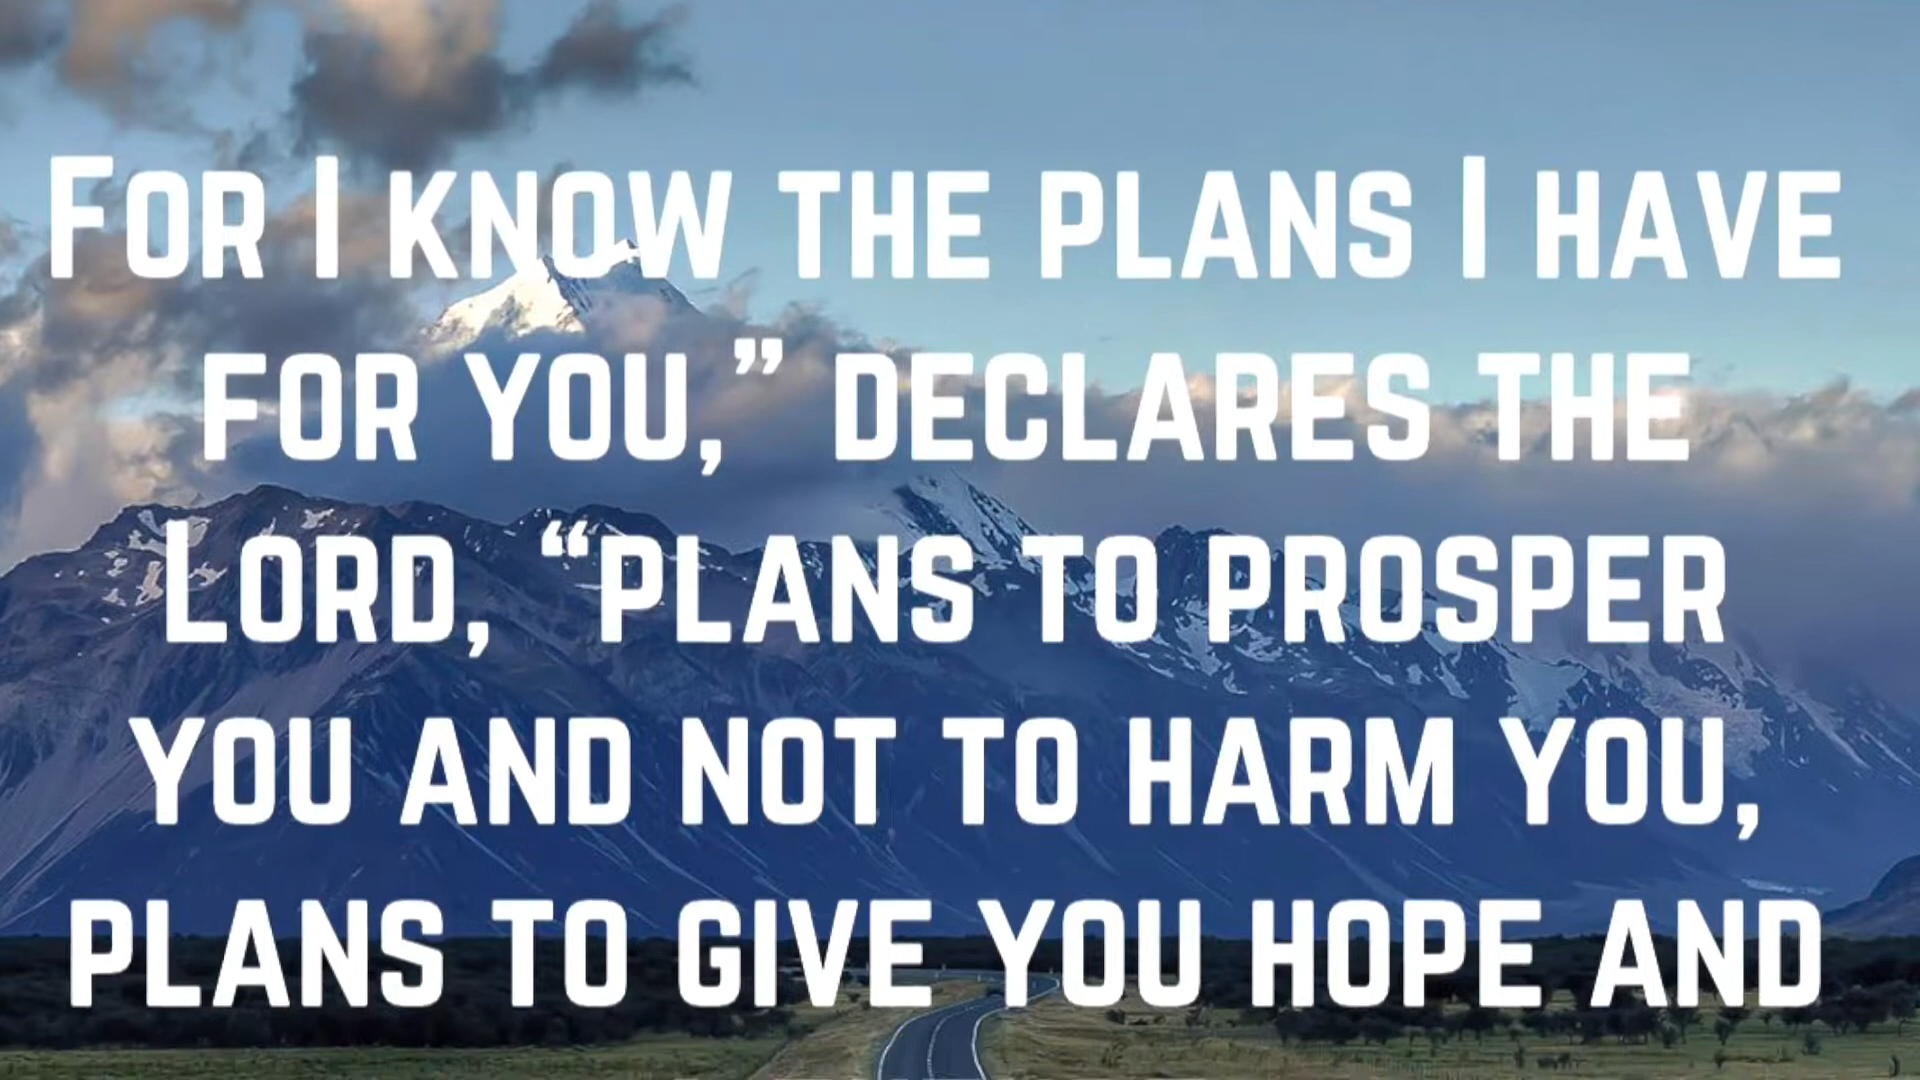 For I know the plans I have
for you,” declares the
Lord, “plans to prosper
you and not to harm you,
plans to give you hope and